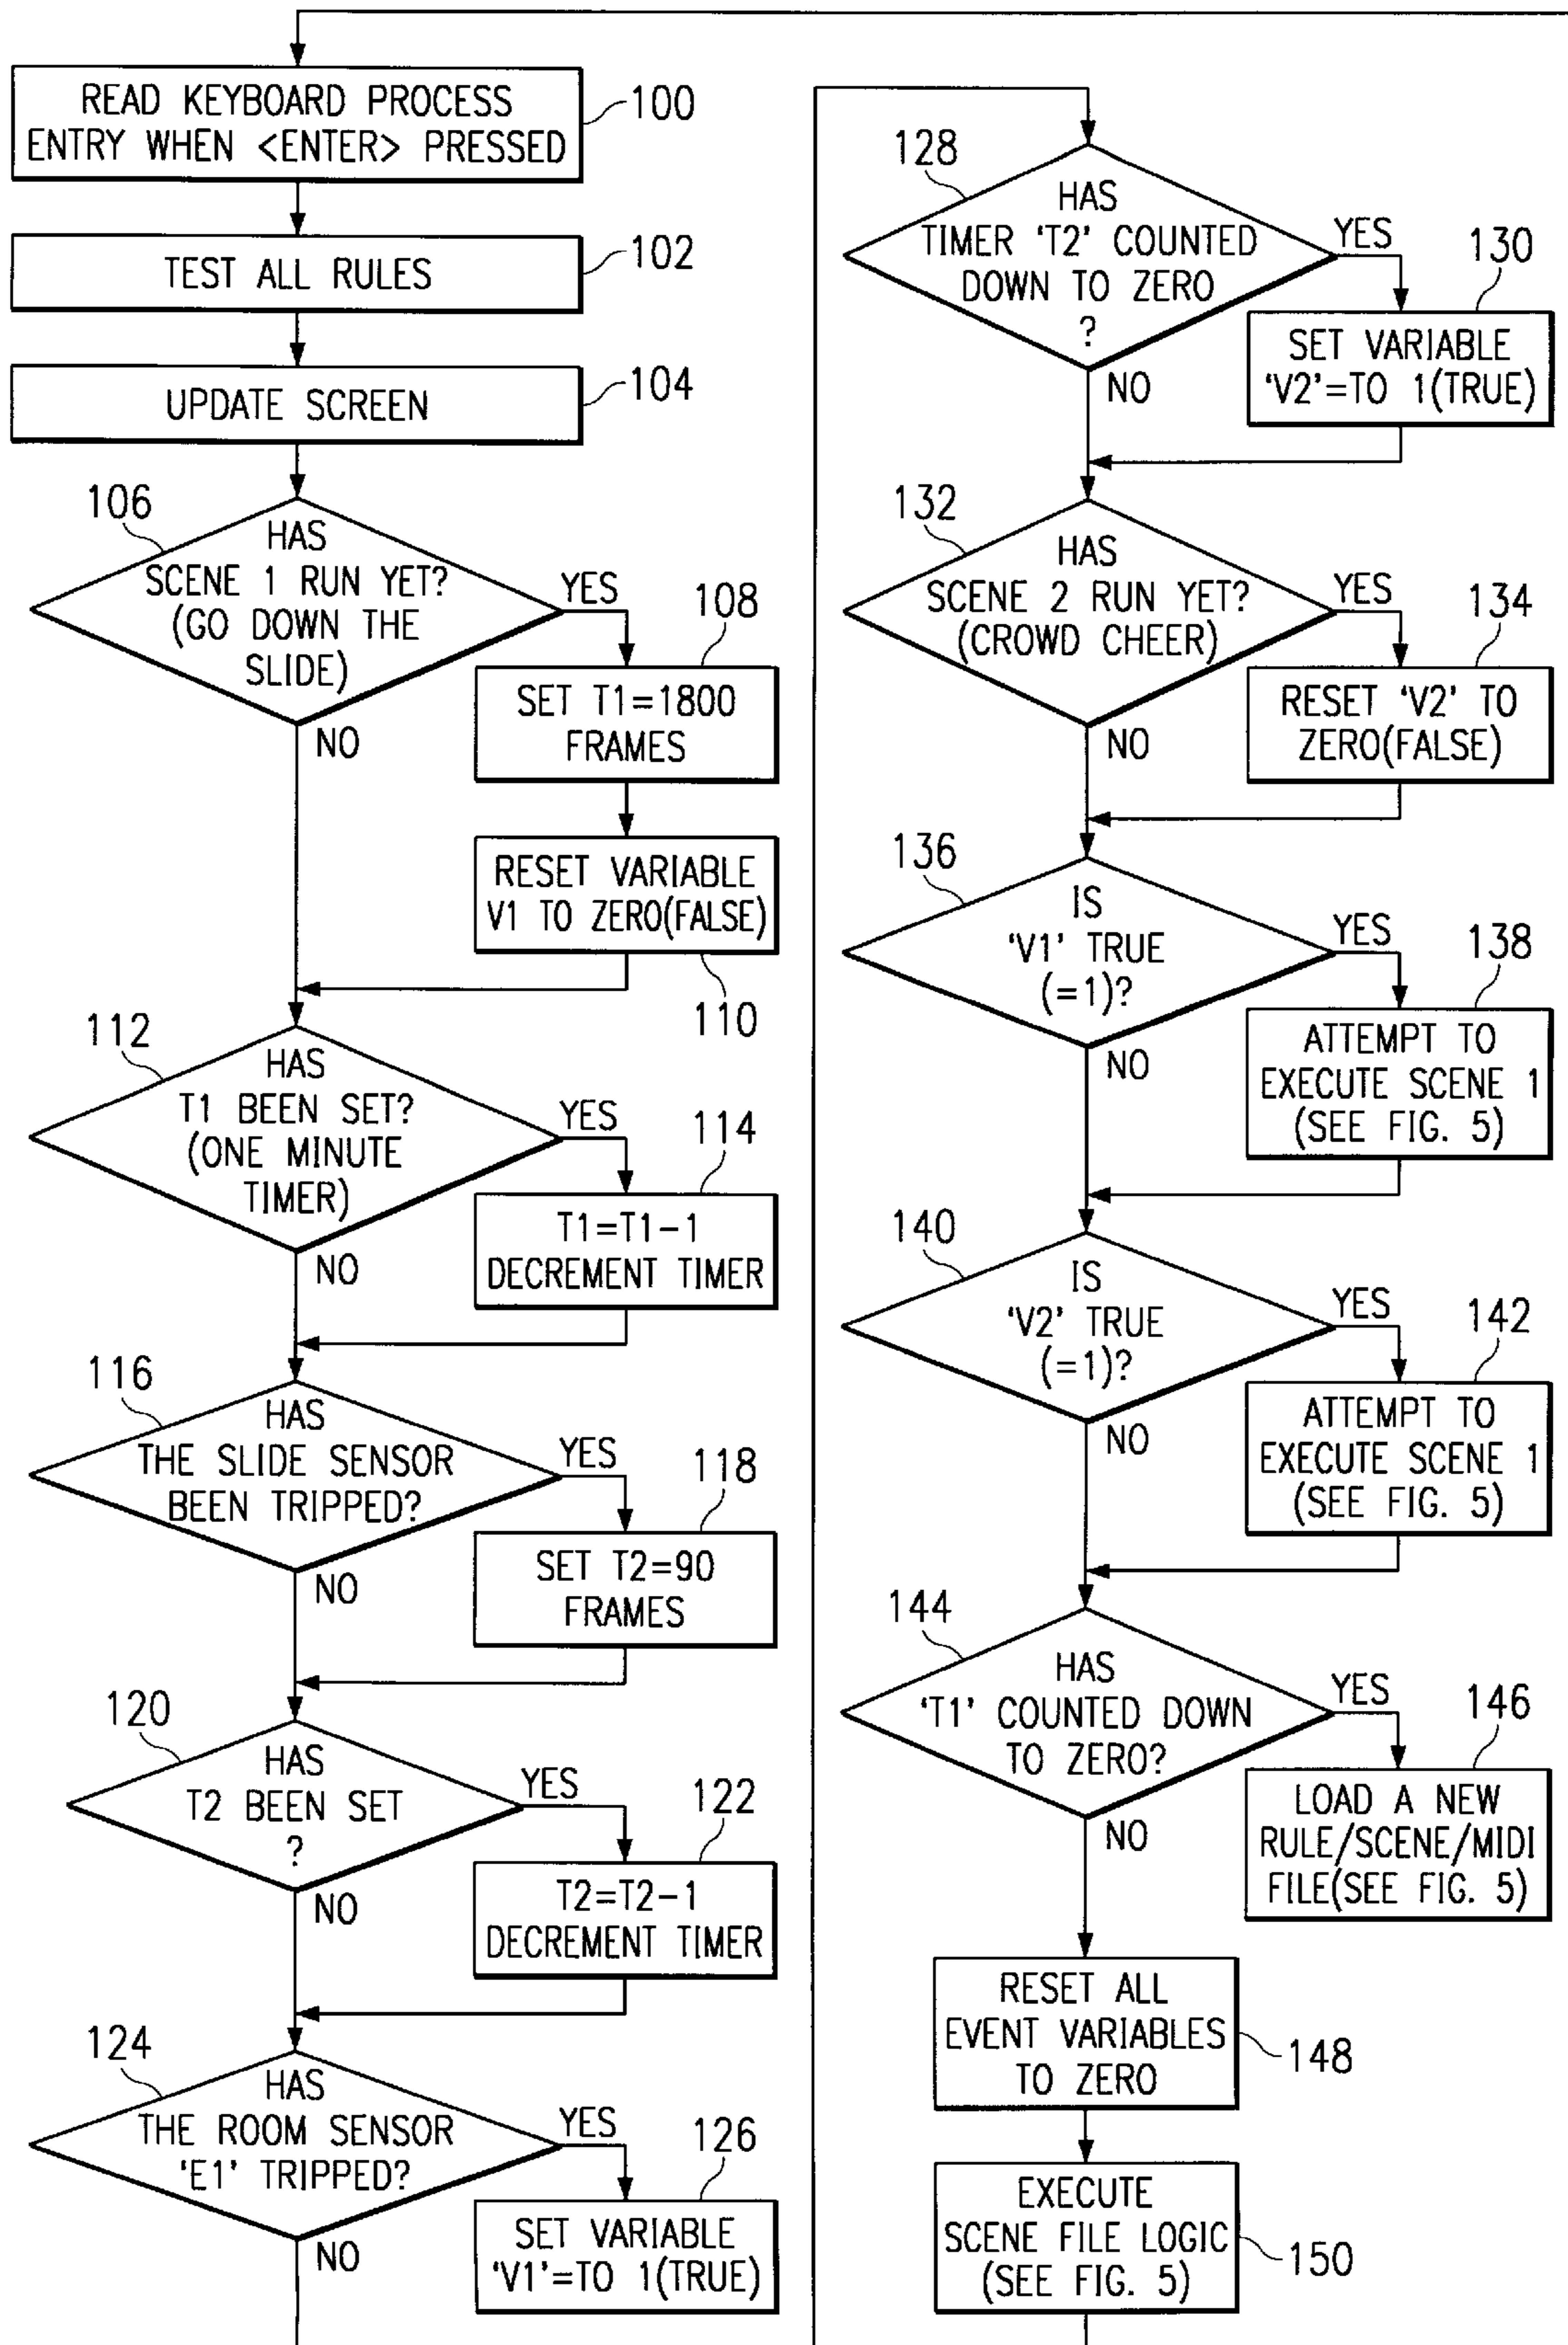 READ KEYBOARD PROCESS
ENTRY WHEN <ENTER> PRESSED
100
TEST ALL RULES
102
UPDATE SCREEN
104
106
HAS
SCENE 1 RUN YET?
(GO DOWN THE
SLIDE)
YES
NO
108
SET T1=1800
FRAMES
RESET VARIABLE
V1 TO ZERO(FALSE)
110
112
HAS
T1 BEEN SET?
(ONE MINUTE
TIMER)
YES
NO
114
T1=T1-1
DECREMENT TIMER
116
HAS
THE SLIDE SENSOR
BEEN TRIPPED?
YES
NO
118
SET T2=90
FRAMES
120
HAS
T2 BEEN SET
?
YES
NO
122
T2=T2-1
DECREMENT TIMER
124
HAS
THE ROOM SENSOR
'E1' TRIPPED?
YES
NO
126
SET VARIABLE
'V1'=TO 1(TRUE)
128
HAS
TIMER 'T2' COUNTED
DOWN TO ZERO
?
YES
NO
130
SET VARIABLE
'V2'=TO 1(TRUE)
132
HAS
SCENE 2 RUN YET?
(CROWD CHEER)
YES
NO
134
RESET 'V2' TO
ZERO(FALSE)
136
IS
'V1' TRUE
(=1)?
YES
NO
138
ATTEMPT TO
EXECUTE SCENE 1
(SEE FIG. 5)
140
IS
'V2' TRUE
(=1)?
YES
NO
142
ATTEMPT TO
EXECUTE SCENE 1
(SEE FIG. 5)
144
HAS
'T1' COUNTED DOWN
TO ZERO?
YES
NO
146
LOAD A NEW
RULE/SCENE/MIDI
FILE(SEE FIG. 5)
RESET ALL
EVENT VARIABLES
TO ZERO
148
EXECUTE
SCENE FILE LOGIC
(SEE FIG. 5)
150